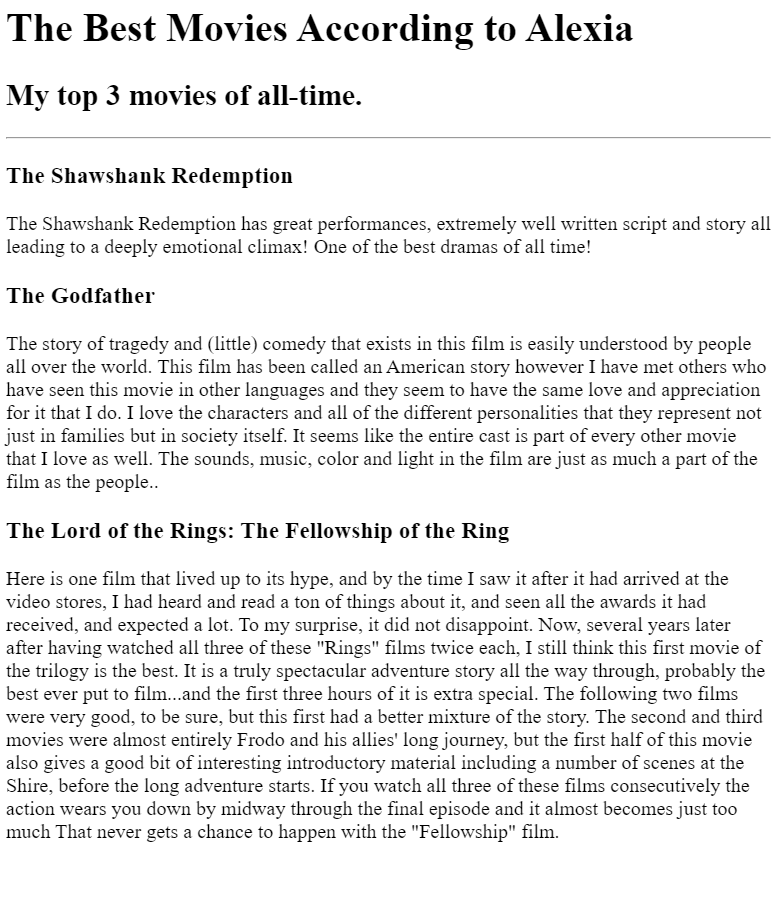 The Best Movies According to Alexia
My top 3 movies of all-time.
The Shawshank Redemption
The Shawshank Redemption has great performances, extremely well written script and story all
leading to a deeply emotional climax! One of the best dramas of all time!
The Godfather
The story of tragedy and (little) comedy that exists in this film is easily understood by people
all over the world. This film has been called an American story however I have met others who
have seen this movie in other languages and they seem to have the same love and appreciation
for it that I do. I love the characters and all of the different personalities that they represent not
just in families but in society itself. It seems like the entire cast is part of every other movie
that I love as well. The sounds, music, color and light in the film are just as much a part of the
film as the people..
The Lord of the Rings: The Fellowship of the Ring
Here is one film that lived up to its hype, and by the time I saw it after it had arrived at the
video stores, I had heard and read a ton of things about it, and seen all the awards it had
received, and expected a lot. To my surprise, it did not disappoint. Now, several years later
after having watched all three of these "Rings" films twice each, I still think this first movie of
the trilogy is the best. It is a truly spectacular adventure story all the way through, probably the
best ever put to film...and the first three hours of it is extra special. The following two films
were very good, to be sure, but this first had a better mixture of the story. The second and third
movies were almost entirely Frodo and his allies' long journey, but the first half of this movie
also gives a good bit of interesting introductory material including a number of scenes at the
Shire, before the long adventure starts. If you watch all three of these films consecutively the
action wears you down by midway through the final episode and it almost becomes just too
much That never gets a chance to happen with the "Fellowship" film.